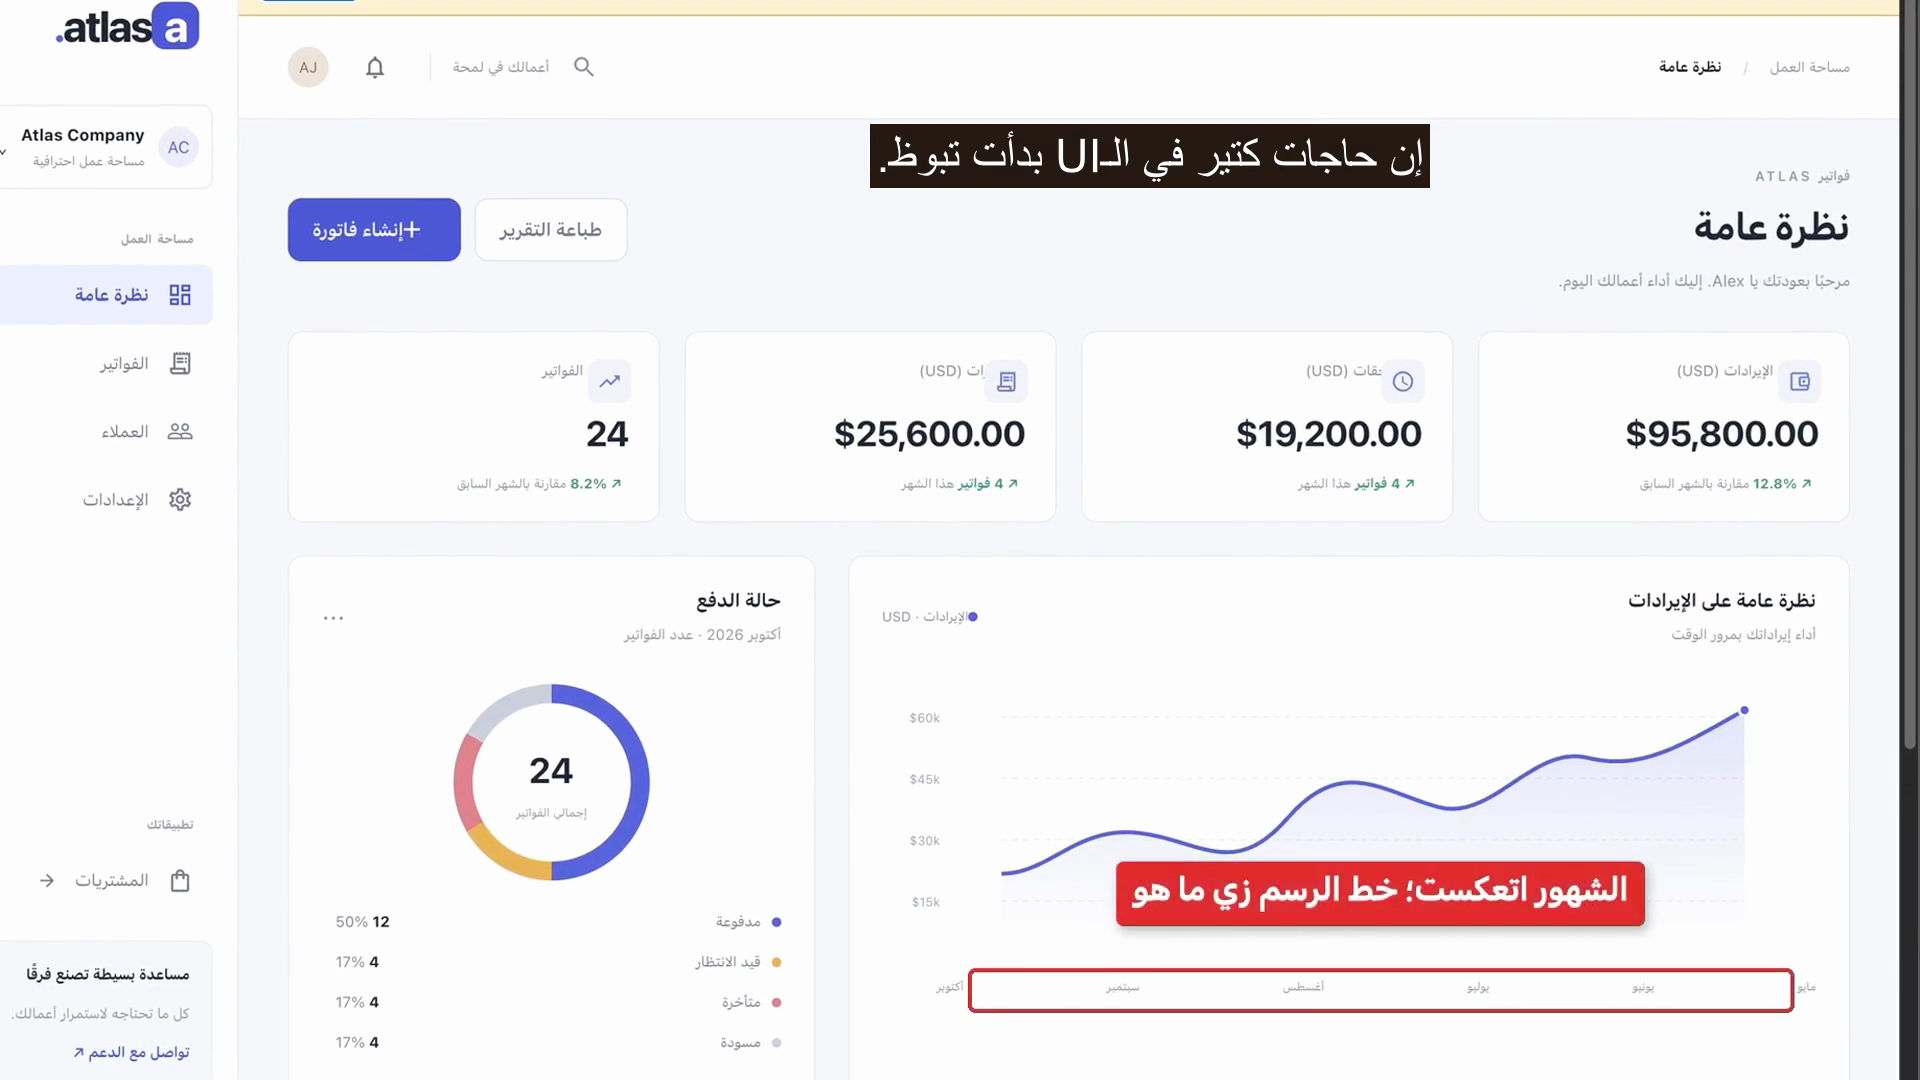 .atlas a
مساحة العمل / نظرة عامة
أعمالك في لمحة
AJ
Atlas Company
AC
مساحة عمل احترافية
إن حاجات كتير في الـUI بدأت تبوظ.
فواتير ATLAS
نظرة عامة
مرحبًا بعودتك يا Alex. إليك أداء أعمالك اليوم.
طباعة التقرير
+إنشاء فاتورة
مساحة العمل
نظرة عامة
الفواتير
العملاء
الإعدادات
الإيرادات (USD)
$95,800.00
↗ 12.8% مقارنة بالشهر السابق
حقات (USD)
$19,200.00
↗ 4 فواتير هذا الشهر
ات (USD)
$25,600.00
↗ 4 فواتير هذا الشهر
الفواتير
24
↗ 8.2% مقارنة بالشهر السابق
نظرة عامة على الإيرادات
أداء إيراداتك بمرور الوقت
الإيرادات · USD
$60k
$45k
$30k
$15k
الشهور اتعكست؛ خط الرسم زي ما هو
مايو
يونيو
يوليو
أغسطس
سبتمبر
أكتوبر
حالة الدفع
أكتوبر 2026 · عدد الفواتير
24
إجمالي الفواتير
مدفوعة 12 50%
قيد الانتظار 4 17%
متأخرة 4 17%
مسودة 4 17%
تطبيقاتك
المشتريات
مساعدة بسيطة تصنع فرقًا
كل ما تحتاجه لاستمرار أعمالك.
تواصل مع الدعم ↗